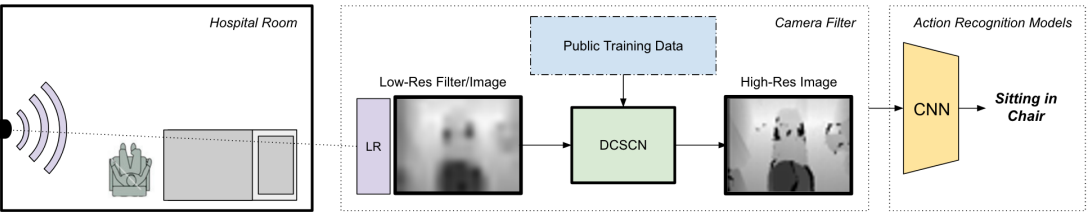 Hospital Room
Camera Filter
Action Recognition Models
Public Training Data
Low-Res Filter/Image
High-Res Image
LR
DCSCN
CNN
Sitting in
Chair